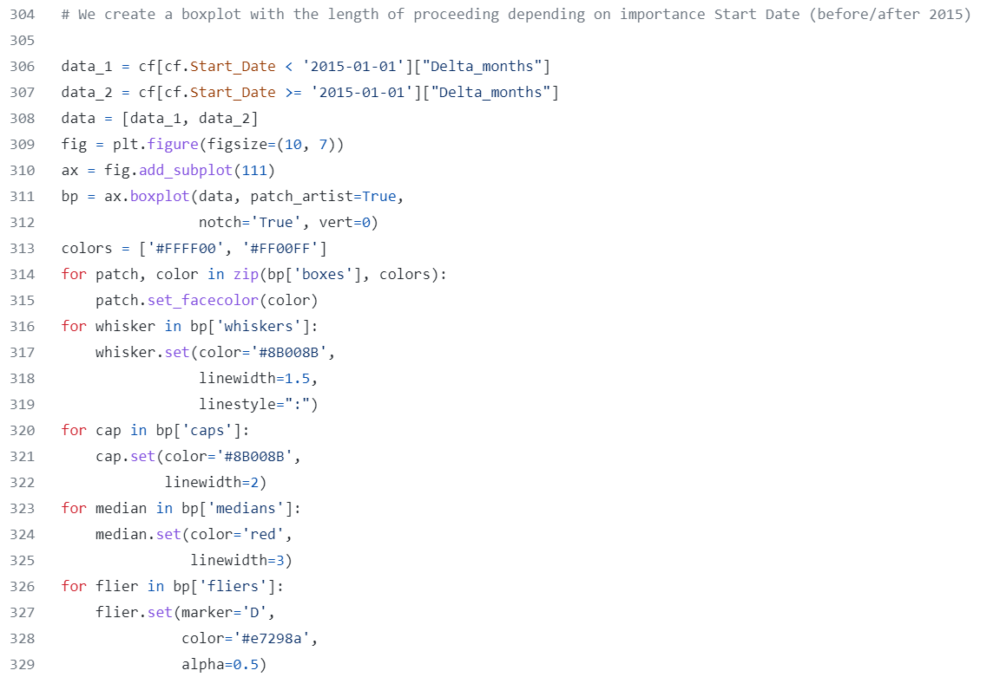 304 # We create a boxplot with the length of proceeding depending on importance Start Date (before/after 2015)
305
306 data_1 = cf[cf.Start_Date < '2015-01-01']["Delta_months"]
307 data_2 = cf[cf.Start_Date >= '2015-01-01']["Delta_months"]
308 data = [data_1, data_2]
309 fig = plt.figure(figsize=(10, 7))
310 ax = fig.add_subplot(111)
311 bp = ax.boxplot(data, patch_artist=True,
312                 notch='True', vert=0)
313 colors = ['#FFFF00', '#FF00FF']
314 for patch, color in zip(bp['boxes'], colors):
315     patch.set_facecolor(color)
316 for whisker in bp['whiskers']:
317     whisker.set(color='#8B008B',
318                 linewidth=1.5,
319                 linestyle=":")
320 for cap in bp['caps']:
321     cap.set(color='#8B008B',
322             linewidth=2)
323 for median in bp['medians']:
324     median.set(color='red',
325                linewidth=3)
326 for flier in bp['fliers']:
327     flier.set(marker='D',
328               color='#e7298a',
329               alpha=0.5)